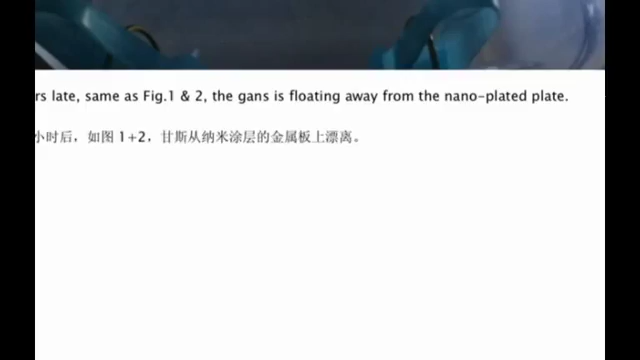 rs late, same as Fig.1 & 2, the gans is floating away from the nano-plated plate.
小时后，如图 1+2，甘斯从纳米涂层的金属板上漂离。